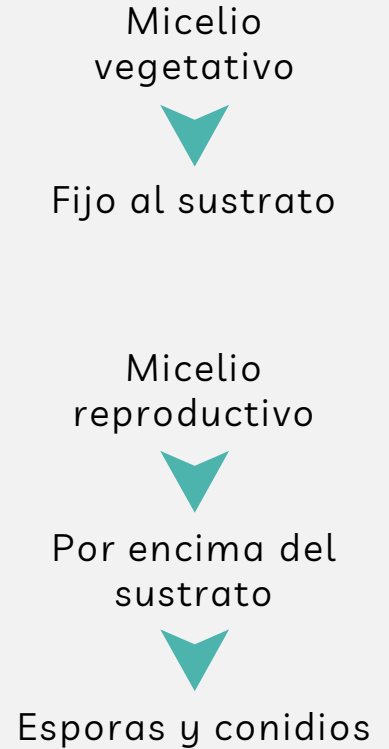 Micelio
vegetativo
Fijo al sustrato
Micelio
reproductivo
Por encima del
sustrato
Esporas y conidios